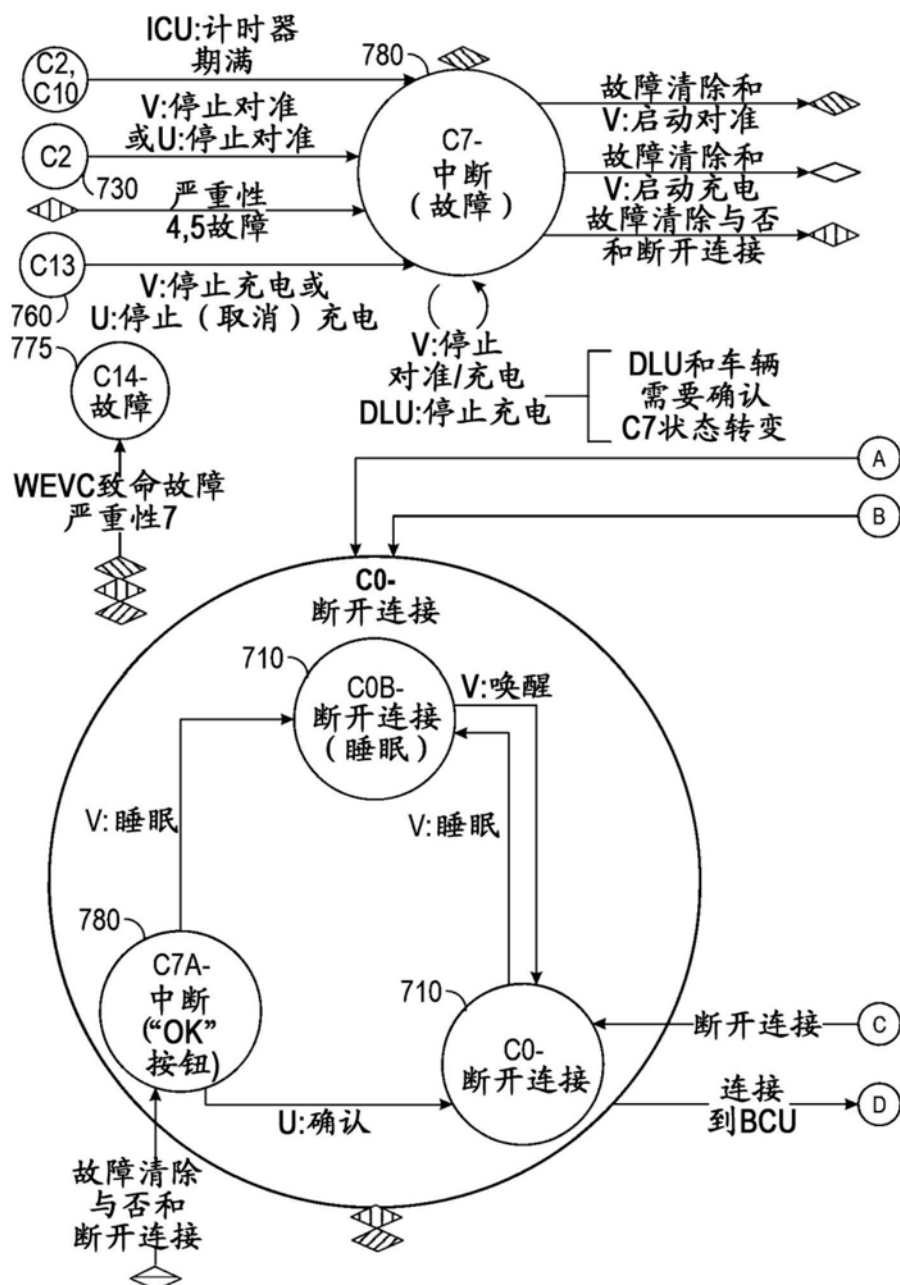 ICU:计时器
期满
C2,
C10
780
C7-
中断
(故障)
故障清除和
V:启动对准
V:停止对准
或U:停止对准
C2
730
故障清除和
V:启动充电
严重性
4,5故障
故障清除与否
和断开连接
C13
760
V:停止充电或
U:停止(取消)充电
775
C14-
故障
V:停止
对准/充电
DLU:停止充电
DLU和车辆
需要确认
C7状态转变
WEVC致命故障
严重性7
A
B
C0-
断开连接
710
C0B-
断开连接
(睡眠)
V:唤醒
V:睡眠
V:睡眠
780
C7A-
中断
(“OK”
按钮)
710
C0-
断开连接
断开连接
C
U:确认
连接
到BCU
D
故障清除
与否和
断开连接